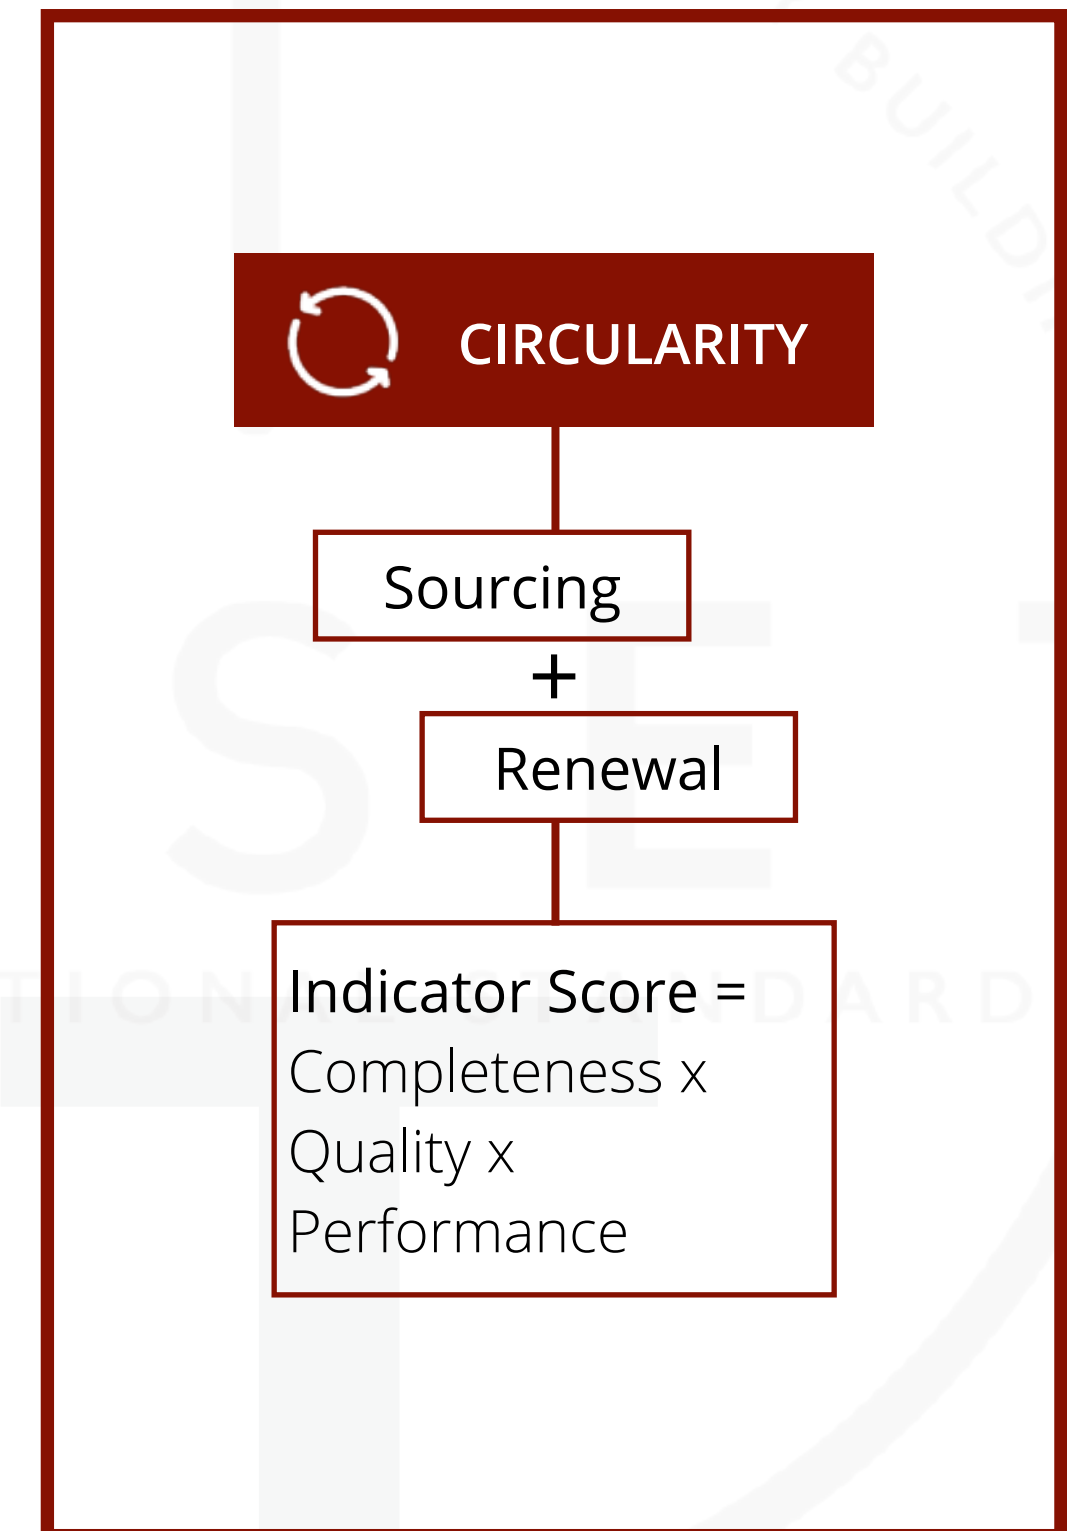 CIRCULARITY
Sourcing
+
Renewal
Indicator Score =
Completeness x
Quality x
Performance